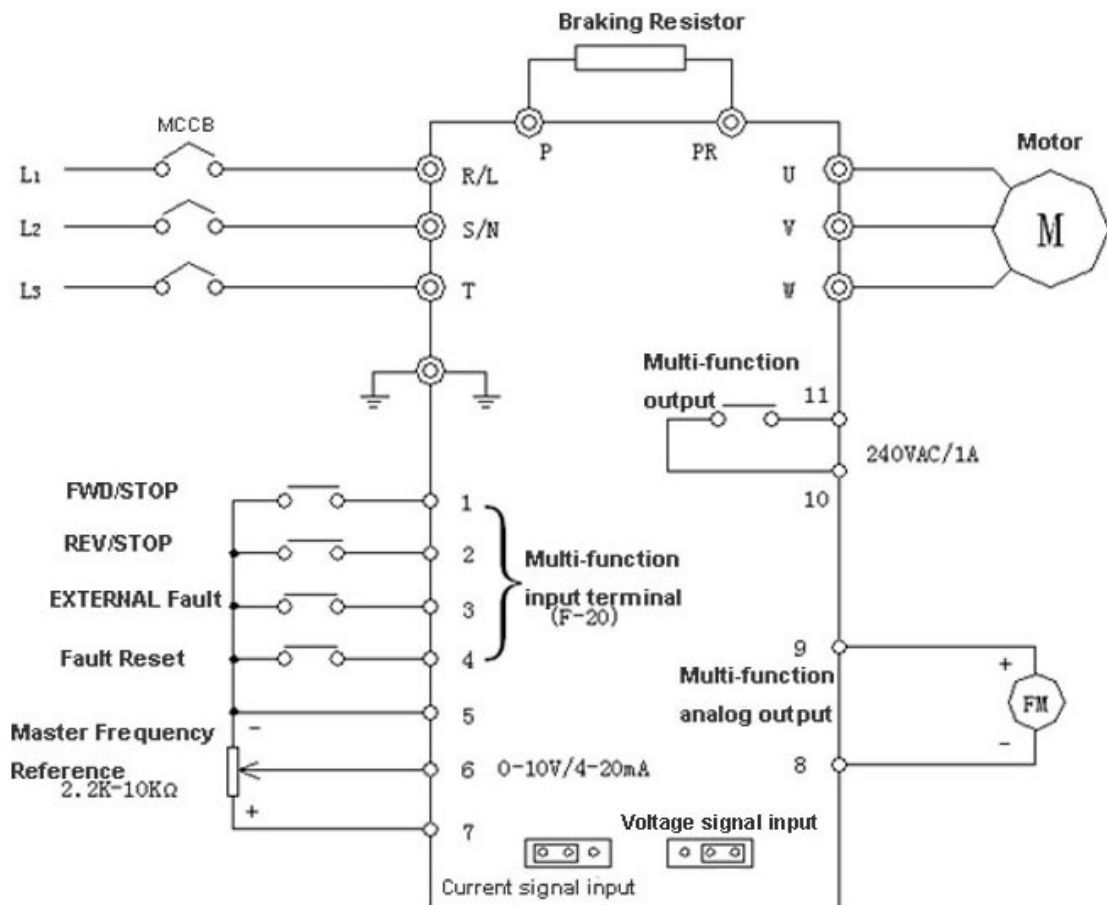 Braking Resistor
MCCB
P
PR
Motor
L1
R/L
U
L2
S/N
V
M
L3
T
W
Multi-function
output
11
240VAC/1A
10
FWD/STOP
1
REV/STOP
2
Multi-function
EXTERNAL Fault
input terminal
3
(F-20)
Fault Reset
4
9
+
Multi-function
analog output
FM
5
-
-
Master Frequency
Reference
2.2K-10KΩ
6
0-10V/4-20mA
8
+
7
Voltage signal input
Current signal input